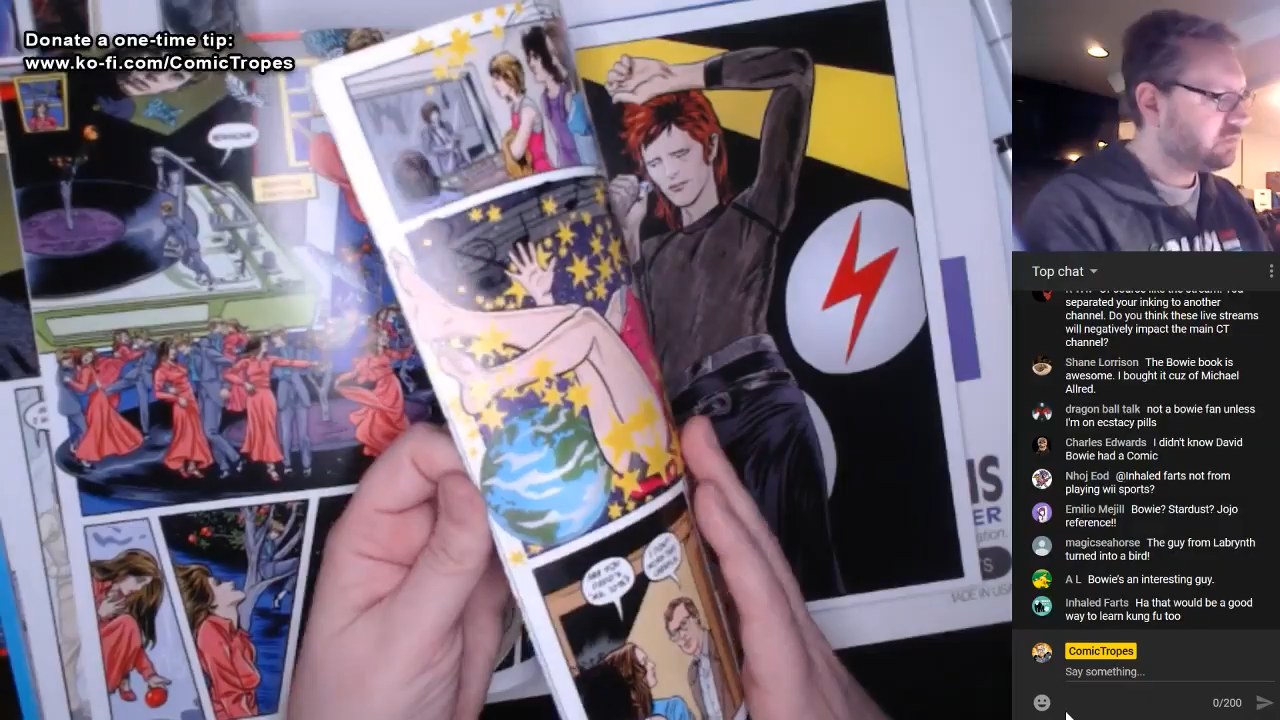 Donate a one-time tip:
www.ko-fi.com/ComicTropes
IS
ER
MADE IN USA
Top chat
separated your inking to another
channel. Do you think these live streams
will negatively impact the main CT
channel?
Shane Lorrison The Bowie book is
awesome. I bought it cuz of Michael
Allred.
dragon ball talk not a bowie fan unless
I'm on ecstacy pills
Charles Edwards I didn't know David
Bowie had a Comic
Nhoj Eod @Inhaled farts not from
playing wii sports?
Emilio Mejill Bowie? Stardust? Jojo
reference!!
magicseahorse The guy from Labrynth
turned into a bird!
A L Bowie's an interesting guy.
Inhaled Farts Ha that would be a good
way to learn kung fu too
ComicTropes
Say something...
0/200